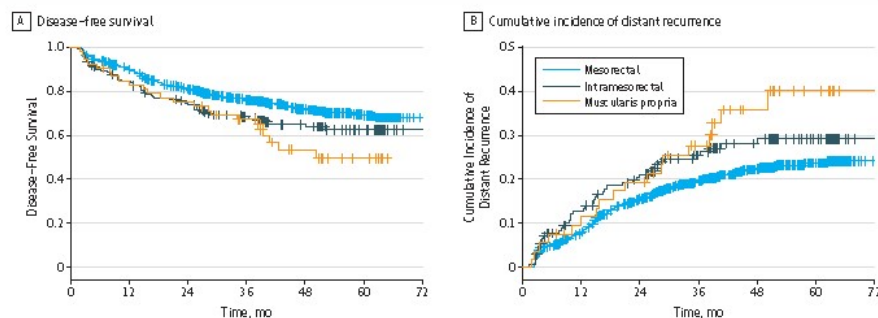 A Disease-free survival
1.0
0.8
0.6
0.4
0.2
0
Disease-Free Survival
0 12 24 36 48 60 72
Time, mo
B Cumulative incidence of distant recurrence
0.5
0.4
0.3
0.2
0.1
0
Cumulative Incidence of
Distant Recurrence
Mesorectal
Intramesorectal
Muscularis propria
0 12 24 36 48 60 72
Time, mo